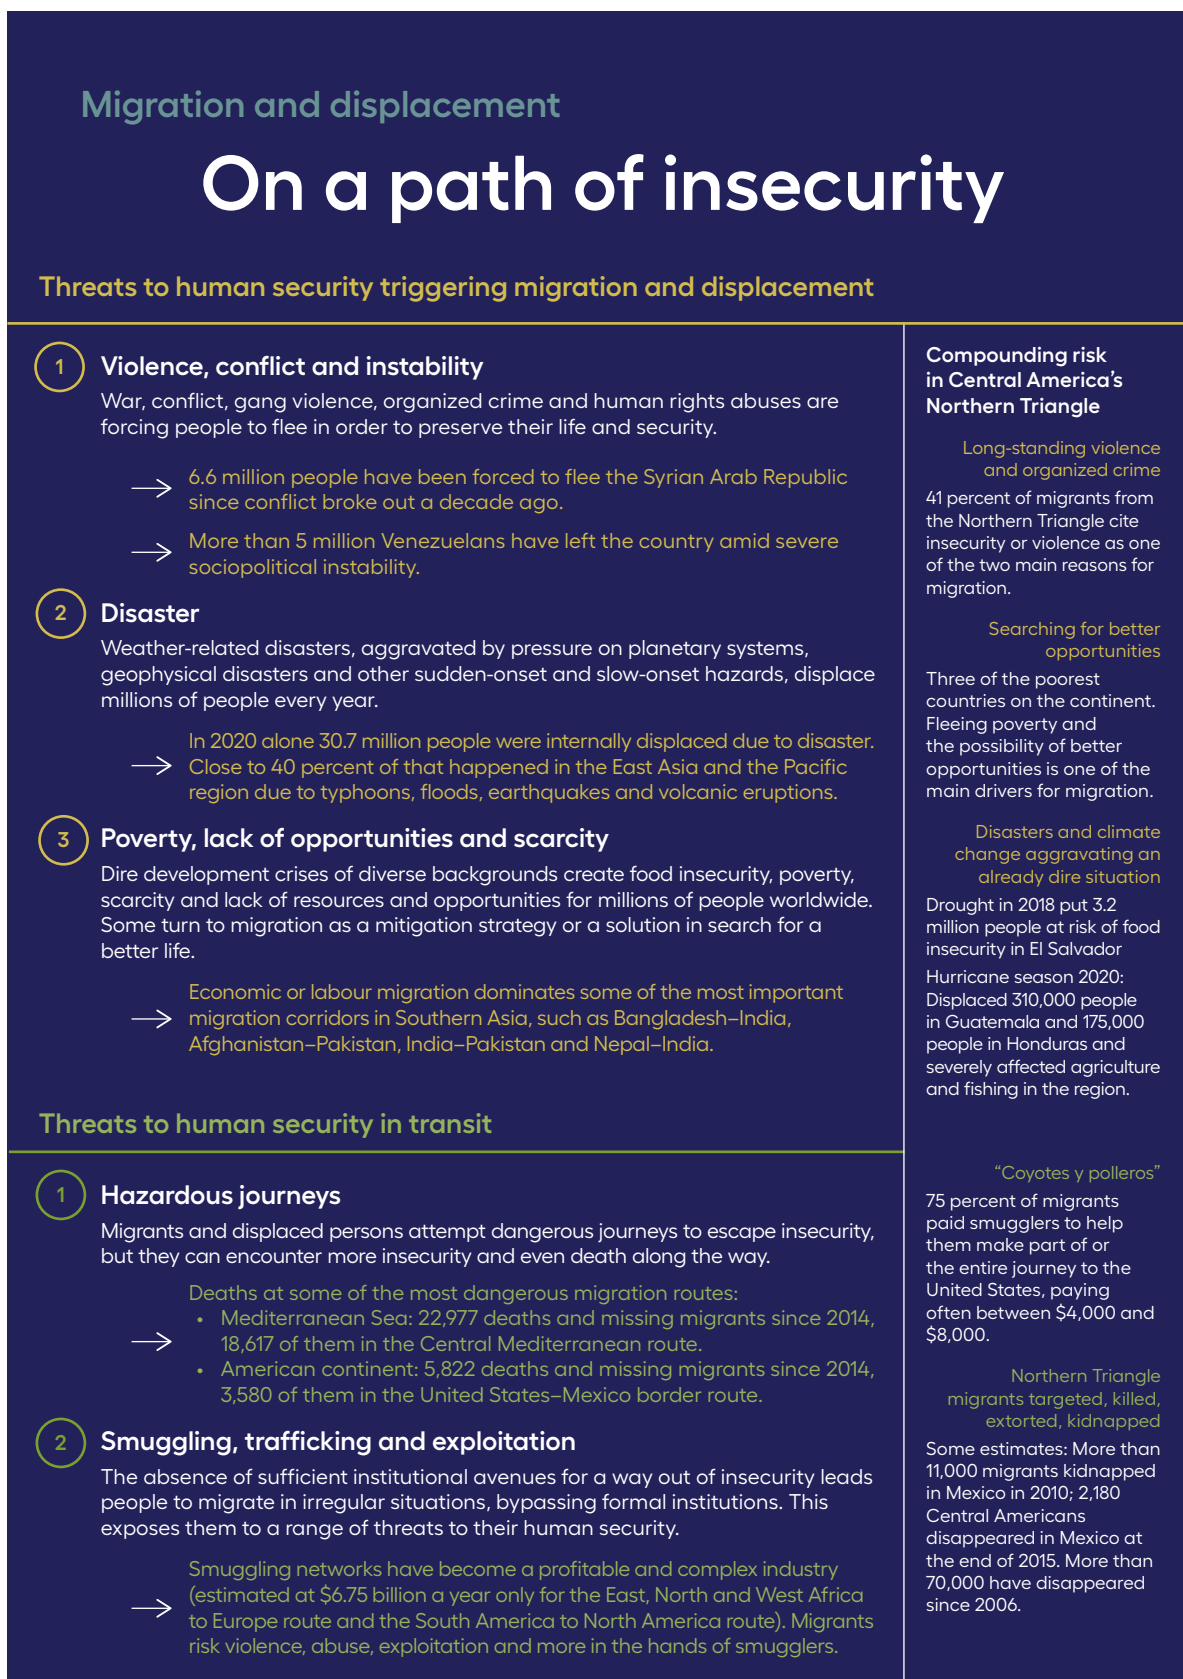 Migration and displacement
On a path of insecurity
Threats to human security triggering migration and displacement
1
Violence, conflict and instability
War, conflict, gang violence, organized crime and human rights abuses are
forcing people to flee in order to preserve their life and security.
6.6 million people have been forced to flee the Syrian Arab Republic
since conflict broke out a decade ago.
More than 5 million Venezuelans have left the country amid severe
sociopolitical instability.
2
Disaster
Weather-related disasters, aggravated by pressure on planetary systems,
geophysical disasters and other sudden-onset and slow-onset hazards, displace
millions of people every year.
In 2020 alone 30.7 million people were internally displaced due to disaster.
Close to 40 percent of that happened in the East Asia and the Pacific
region due to typhoons, floods, earthquakes and volcanic eruptions.
3
Poverty, lack of opportunities and scarcity
Dire development crises of diverse backgrounds create food insecurity, poverty,
scarcity and lack of resources and opportunities for millions of people worldwide.
Some turn to migration as a mitigation strategy or a solution in search for a
better life.
Economic or labour migration dominates some of the most important
migration corridors in Southern Asia, such as Bangladesh–India,
Afghanistan–Pakistan, India–Pakistan and Nepal–India.
Threats to human security in transit
1
Hazardous journeys
Migrants and displaced persons attempt dangerous journeys to escape insecurity,
but they can encounter more insecurity and even death along the way.
Deaths at some of the most dangerous migration routes:
• Mediterranean Sea: 22,977 deaths and missing migrants since 2014,
18,617 of them in the Central Mediterranean route.
• American continent: 5,822 deaths and missing migrants since 2014,
3,580 of them in the United States–Mexico border route.
2
Smuggling, trafficking and exploitation
The absence of sufficient institutional avenues for a way out of insecurity leads
people to migrate in irregular situations, bypassing formal institutions. This
exposes them to a range of threats to their human security.
Smuggling networks have become a profitable and complex industry
(estimated at $6.75 billion a year only for the East, North and West Africa
to Europe route and the South America to North America route). Migrants
risk violence, abuse, exploitation and more in the hands of smugglers.
Compounding risk
in Central America's
Northern Triangle
Long-standing violence
and organized crime
41 percent of migrants from
the Northern Triangle cite
insecurity or violence as one
of the two main reasons for
migration.
Searching for better
opportunities
Three of the poorest
countries on the continent.
Fleeing poverty and
the possibility of better
opportunities is one of the
main drivers for migration.
Disasters and climate
change aggravating an
already dire situation
Drought in 2018 put 3.2
million people at risk of food
insecurity in El Salvador
Hurricane season 2020:
Displaced 310,000 people
in Guatemala and 175,000
people in Honduras and
severely affected agriculture
and fishing in the region.
“Coyotes y polleros”
75 percent of migrants
paid smugglers to help
them make part of or
the entire journey to the
United States, paying
often between $4,000 and
$8,000.
Northern Triangle
migrants targeted, killed,
extorted, kidnapped
Some estimates: More than
11,000 migrants kidnapped
in Mexico in 2010; 2,180
Central Americans
disappeared in Mexico at
the end of 2015. More than
70,000 have disappeared
since 2006.